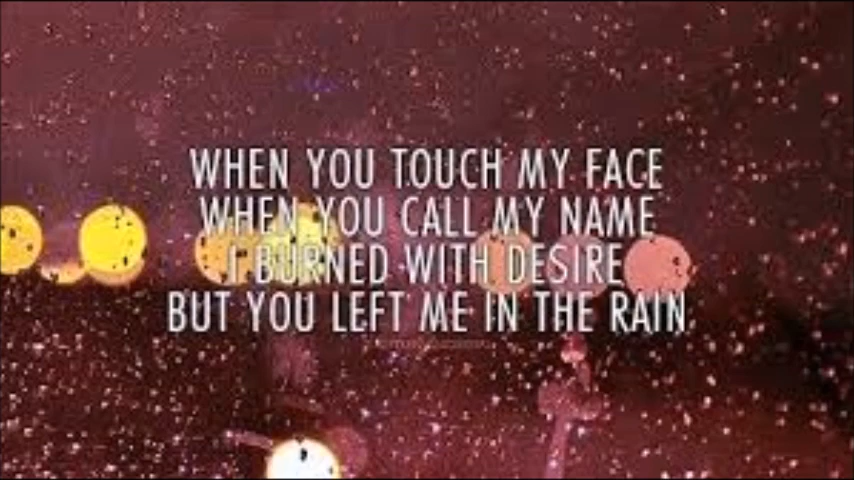 WHEN YOU TOUCH MY FACE
WHEN YOU CALL MY NAME
I BURNED WITH DESIRE
BUT YOU LEFT ME IN THE RAIN